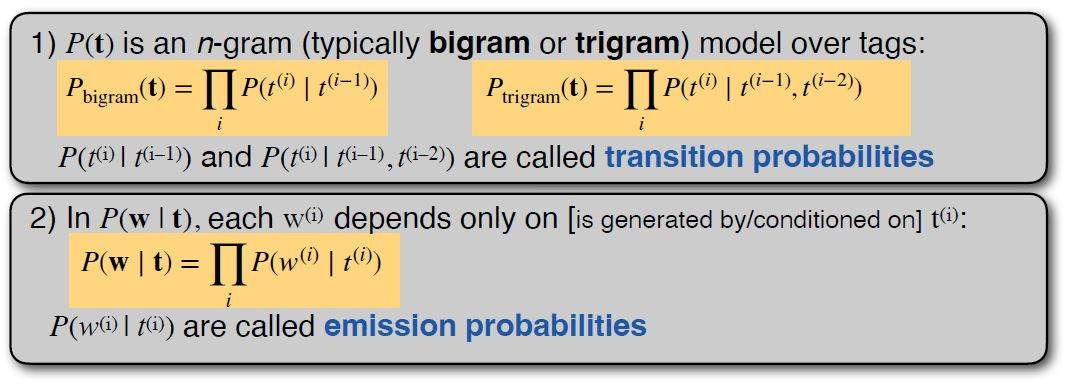 1) P(t) is an n-gram (typically bigram or trigram) model over tags:
P_bigram(t) = ∏_i P(t^(i) | t^(i−1))    P_trigram(t) = ∏_i P(t^(i) | t^(i−1), t^(i−2))
P(t^(i) | t^(i–1)) and P(t^(i) | t^(i–1), t^(i–2)) are called transition probabilities
2) In P(w | t), each w^(i) depends only on [is generated by/conditioned on] t^(i):
P(w | t) = ∏_i P(w^(i) | t^(i))
P(w^(i) | t^(i)) are called emission probabilities